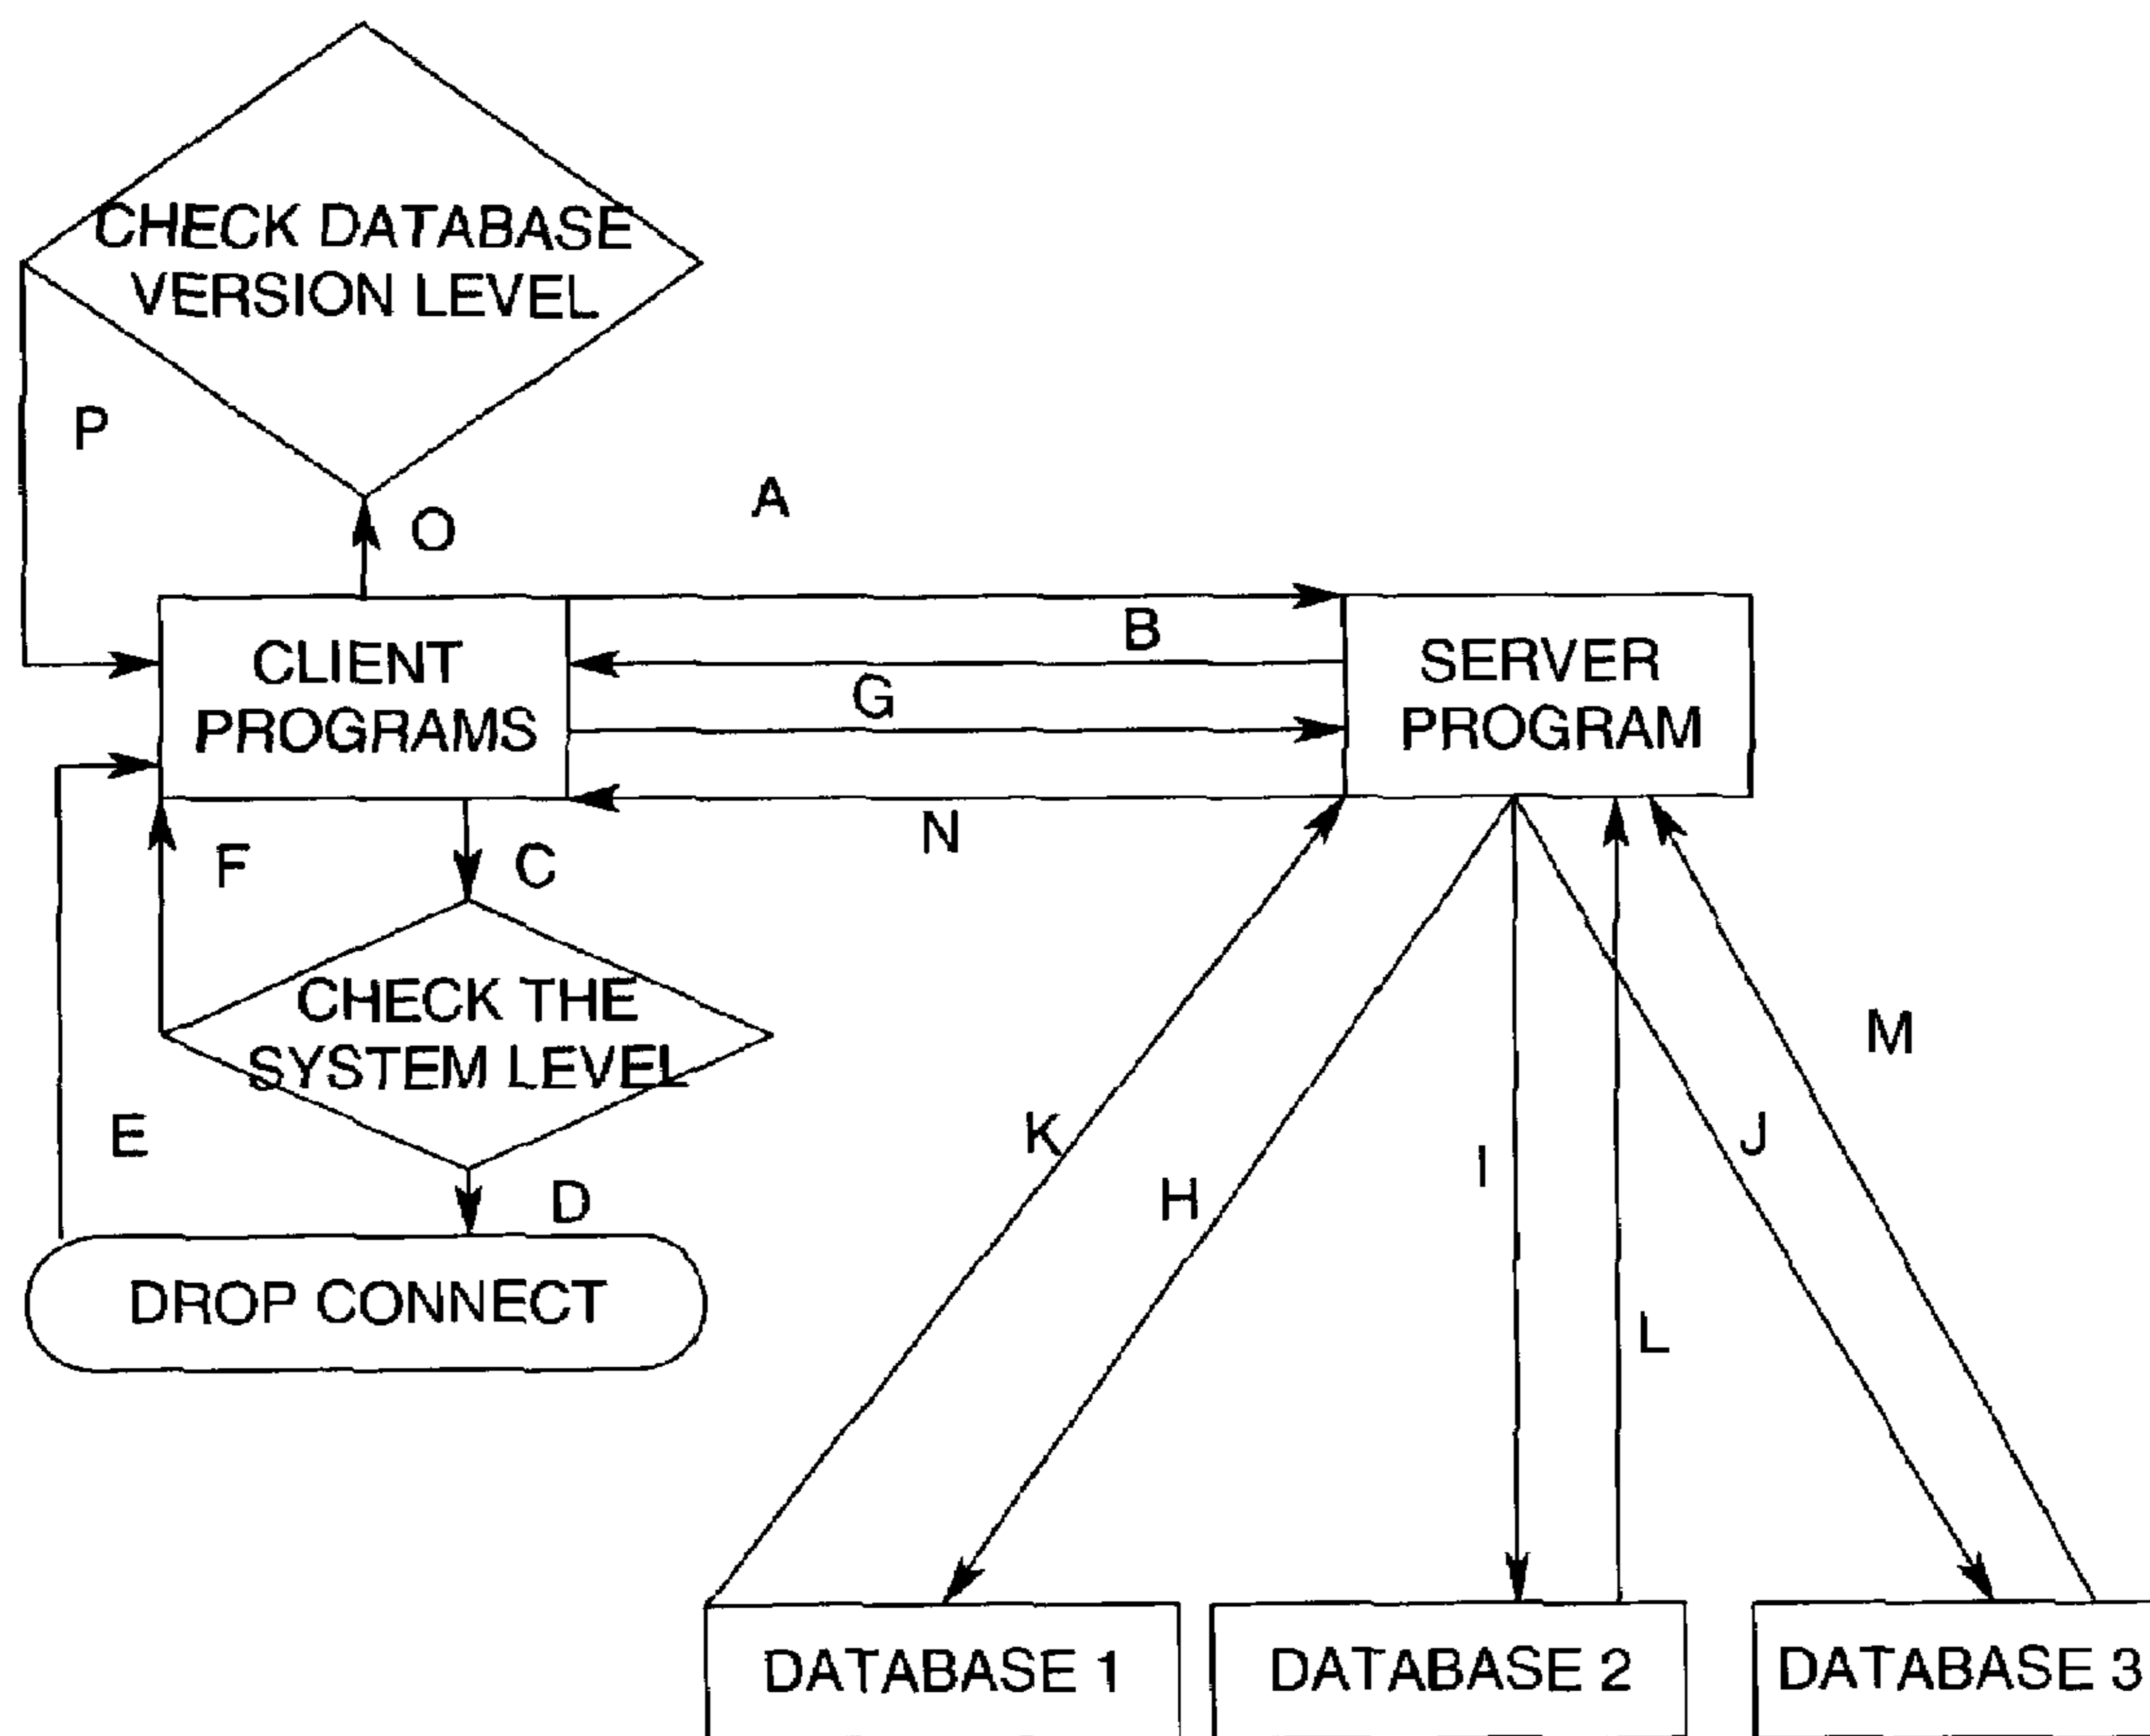 CHECK DATABASE
VERSION LEVEL
P
O
A
CLIENT
PROGRAMS
B
G
N
SERVER
PROGRAM
F
C
CHECK THE
SYSTEM LEVEL
E
D
DROP CONNECT
K
H
I
L
J
M
DATABASE 1
DATABASE 2
DATABASE 3